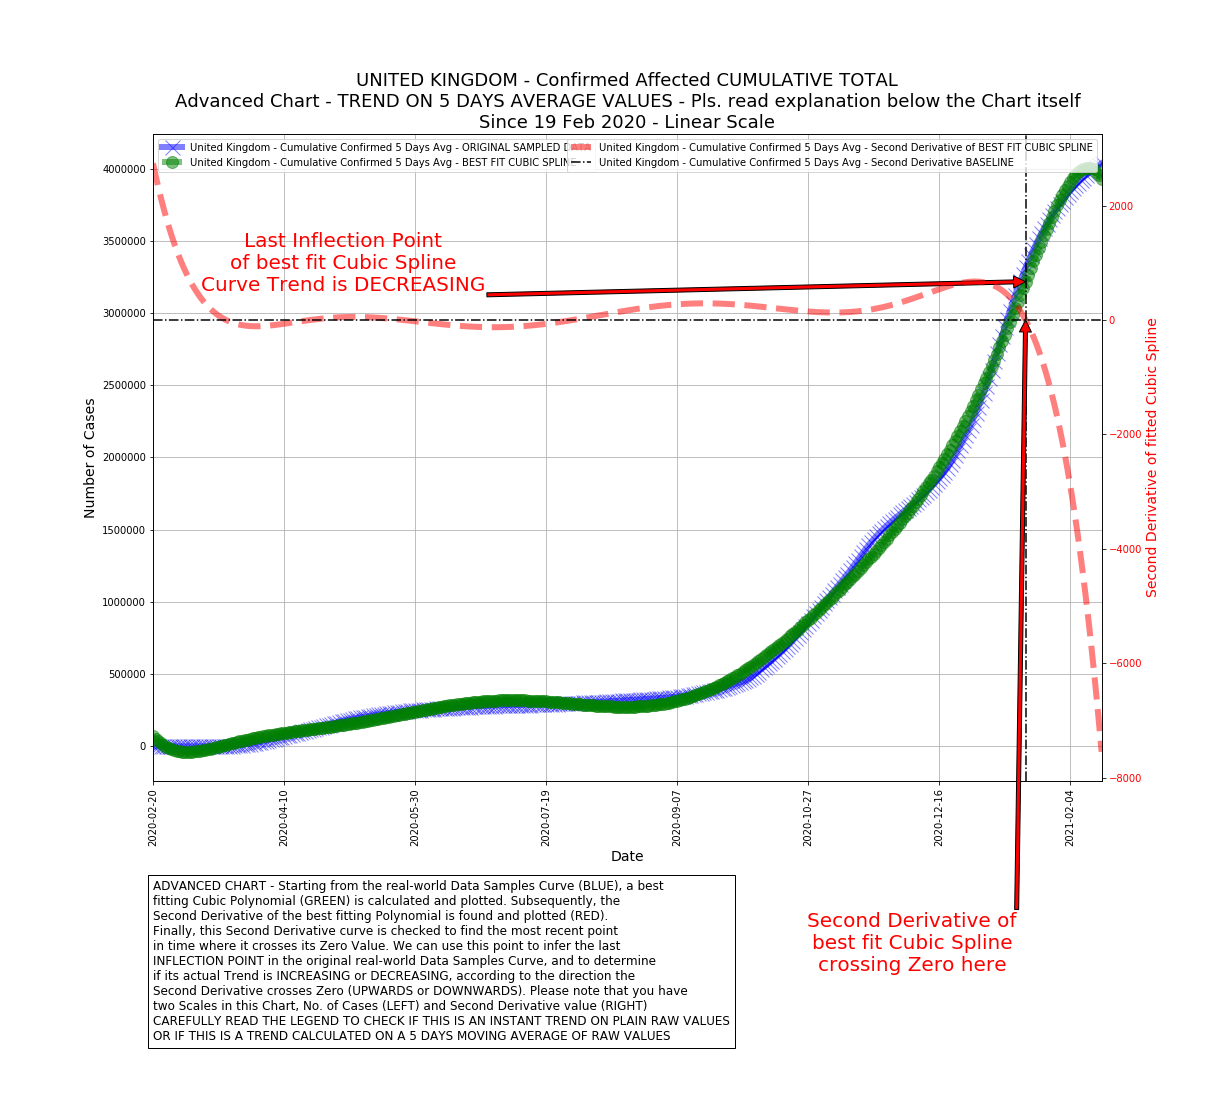 UNITED KINGDOM - Confirmed Affected CUMULATIVE TOTAL
Advanced Chart - TREND ON 5 DAYS AVERAGE VALUES - Pls. read explanation below the Chart itself
Since 19 Feb 2020 - Linear Scale
United Kingdom - Cumulative Confirmed 5 Days Avg - ORIGINAL SAMPLED
United Kingdom - Cumulative Confirmed 5 Days Avg - BEST FIT CUBIC SPLINE
United Kingdom - Cumulative Confirmed 5 Days Avg - Second Derivative of BEST FIT CUBIC SPLINE
United Kingdom - Cumulative Confirmed 5 Days Avg - Second Derivative BASELINE
4000000
3500000
3000000
2500000
2000000
1500000
1000000
500000
0
Number of Cases
Last Inflection Point
of best fit Cubic Spline
Curve Trend is DECREASING
2000
0
−2000
−4000
−6000
−8000
Second Derivative of fitted Cubic Spline
2020-02-20
2020-04-10
2020-05-30
2020-07-19
2020-09-07
2020-10-27
2020-12-16
2021-02-04
Date
Second Derivative of
best fit Cubic Spline
crossing Zero here
ADVANCED CHART - Starting from the real-world Data Samples Curve (BLUE), a best
fitting Cubic Polynomial (GREEN) is calculated and plotted. Subsequently, the
Second Derivative of the best fitting Polynomial is found and plotted (RED).
Finally, this Second Derivative curve is checked to find the most recent point
in time where it crosses its Zero Value. We can use this point to infer the last
INFLECTION POINT in the original real-world Data Samples Curve, and to determine
if its actual Trend is INCREASING or DECREASING, according to the direction the
Second Derivative crosses Zero (UPWARDS or DOWNWARDS). Please note that you have
two Scales in this Chart, No. of Cases (LEFT) and Second Derivative value (RIGHT)
CAREFULLY READ THE LEGEND TO CHECK IF THIS IS AN INSTANT TREND ON PLAIN RAW VALUES
OR IF THIS IS A TREND CALCULATED ON A 5 DAYS MOVING AVERAGE OF RAW VALUES